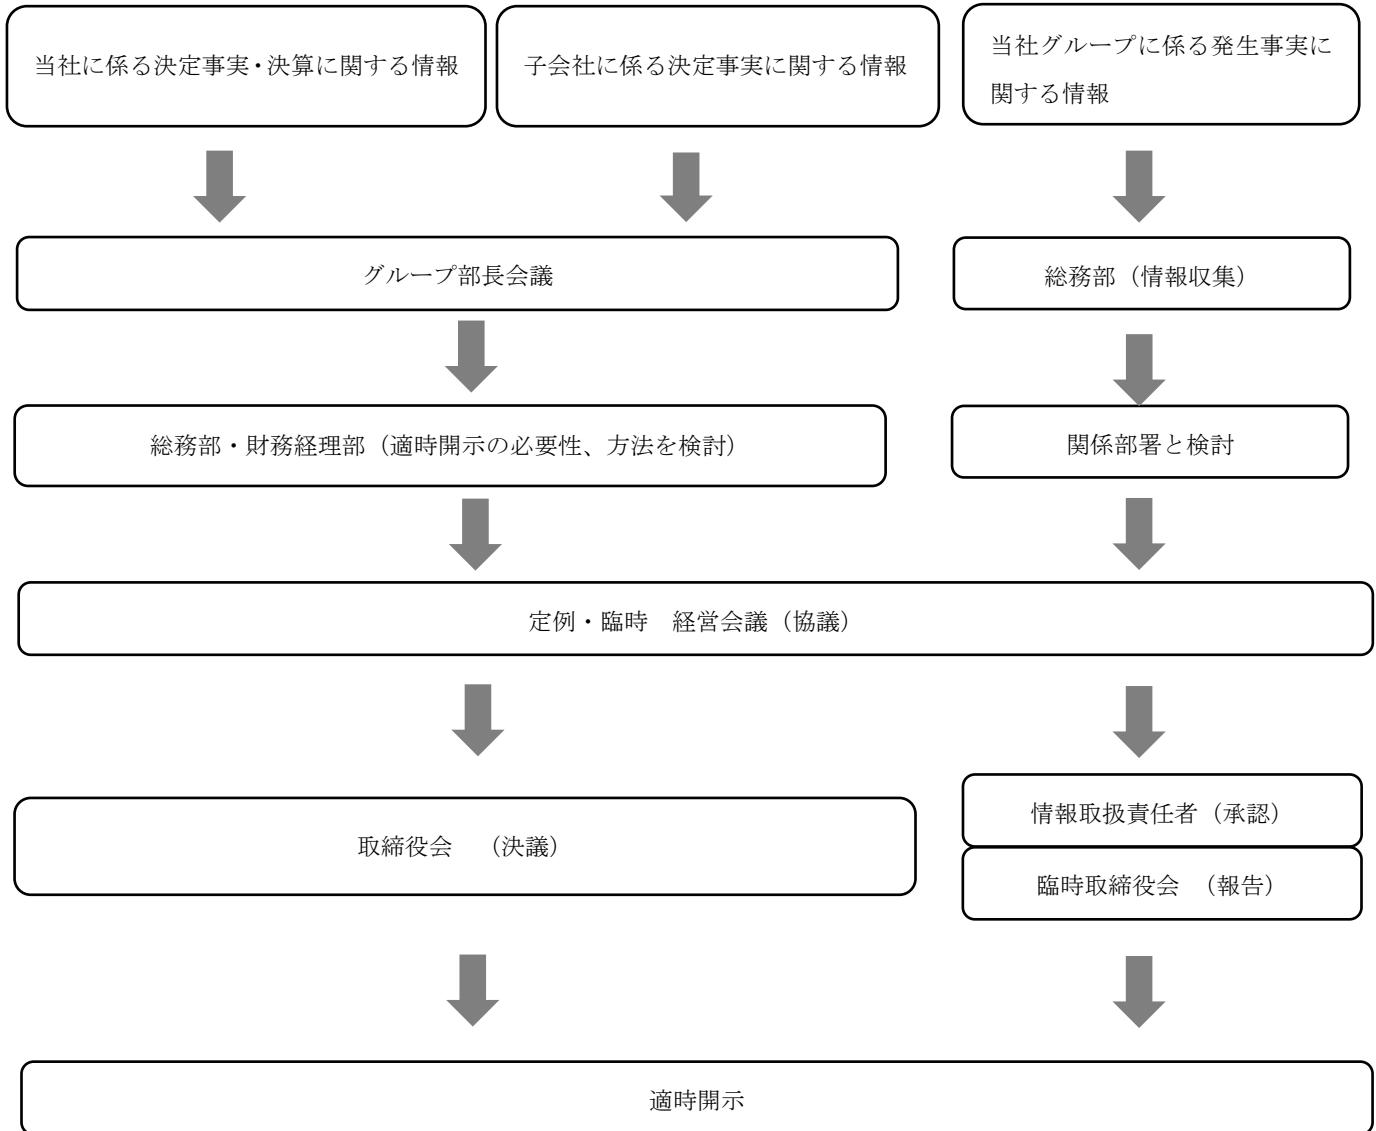 当社に係る決定事実・決算に関する情報
子会社に係る決定事実に関する情報
当社グループに係る発生事実に
関する情報
グループ部長会議
総務部（情報収集）
総務部・財務経理部（適時開示の必要性、方法を検討）
関係部署と検討
定例・臨時　経営会議（協議）
取締役会　（決議）
情報取扱責任者（承認）
臨時取締役会　（報告）
適時開示